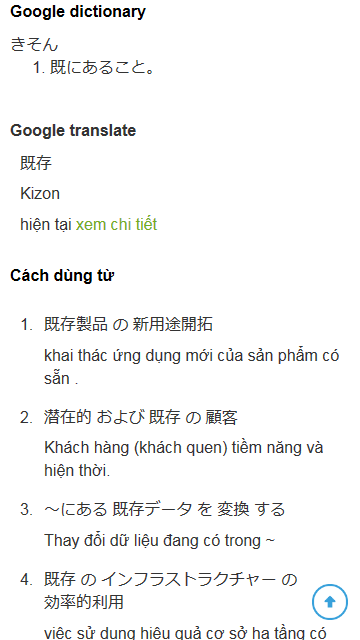 Google dictionary
きそん
1. 既にあること。
Google translate
既存
Kizon
hiện tại xem chi tiết
Cách dùng từ
1. 既存製品 の 新用途開拓
khai thác ứng dụng mới của sản phẩm có
sẵn .
2. 潜在的 および 既存 の 顧客
Khách hàng (khách quen) tiềm năng và
hiện thời.
3. ～にある 既存データ を 変換 する
Thay đổi dữ liệu đang có trong ~
4. 既存 の インフラストラクチャー の
効率的利用
việc sử dụng hiệu quả cơ sở hạ tầng có